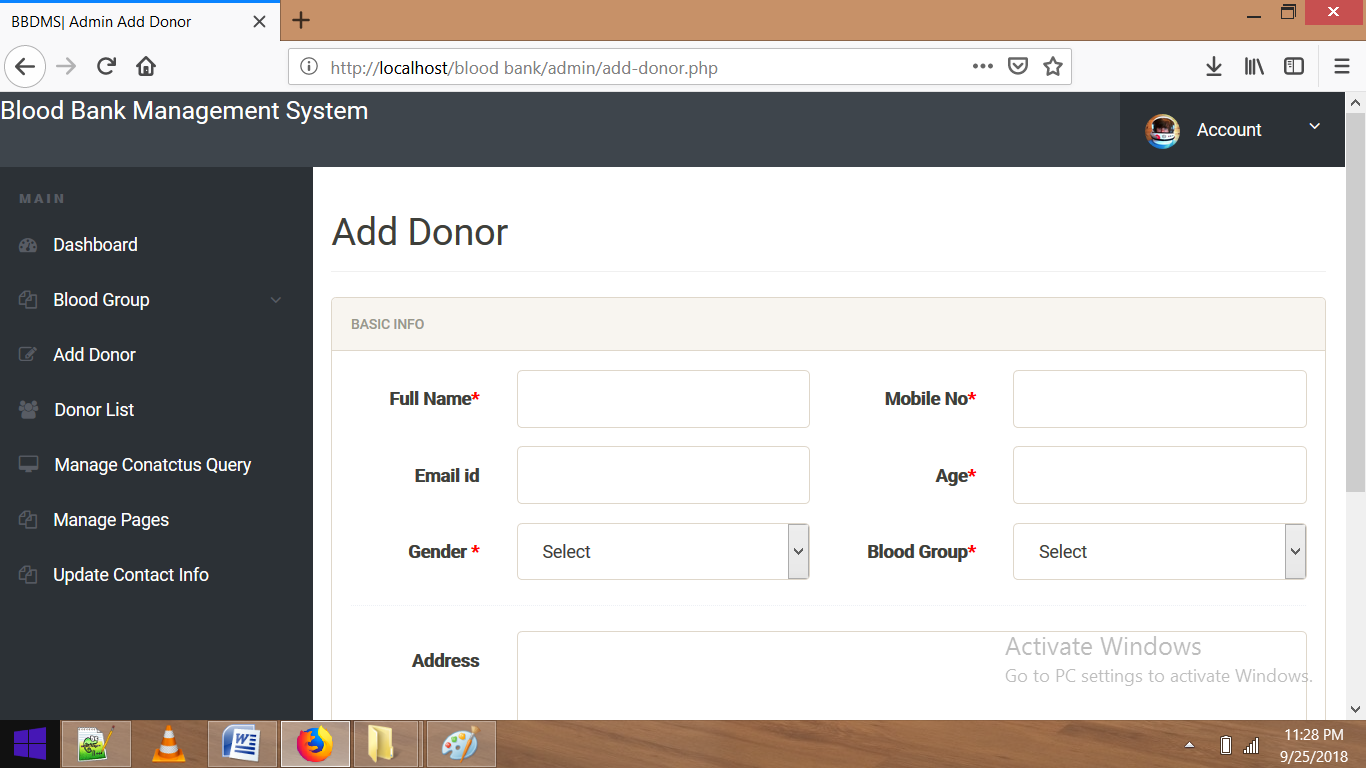 BBDMS| Admin Add Donor
http://localhost/blood bank/admin/add-donor.php
Blood Bank Management System
Account
MAIN
Dashboard
Blood Group
Add Donor
Donor List
Manage Conatctus Query
Manage Pages
Update Contact Info
Add Donor
BASIC INFO
Full Name*
Mobile No*
Email id
Age*
Gender * Select
Blood Group* Select
Address
Activate Windows
Go to PC settings to activate Windows.
11:28 PM
9/25/2018